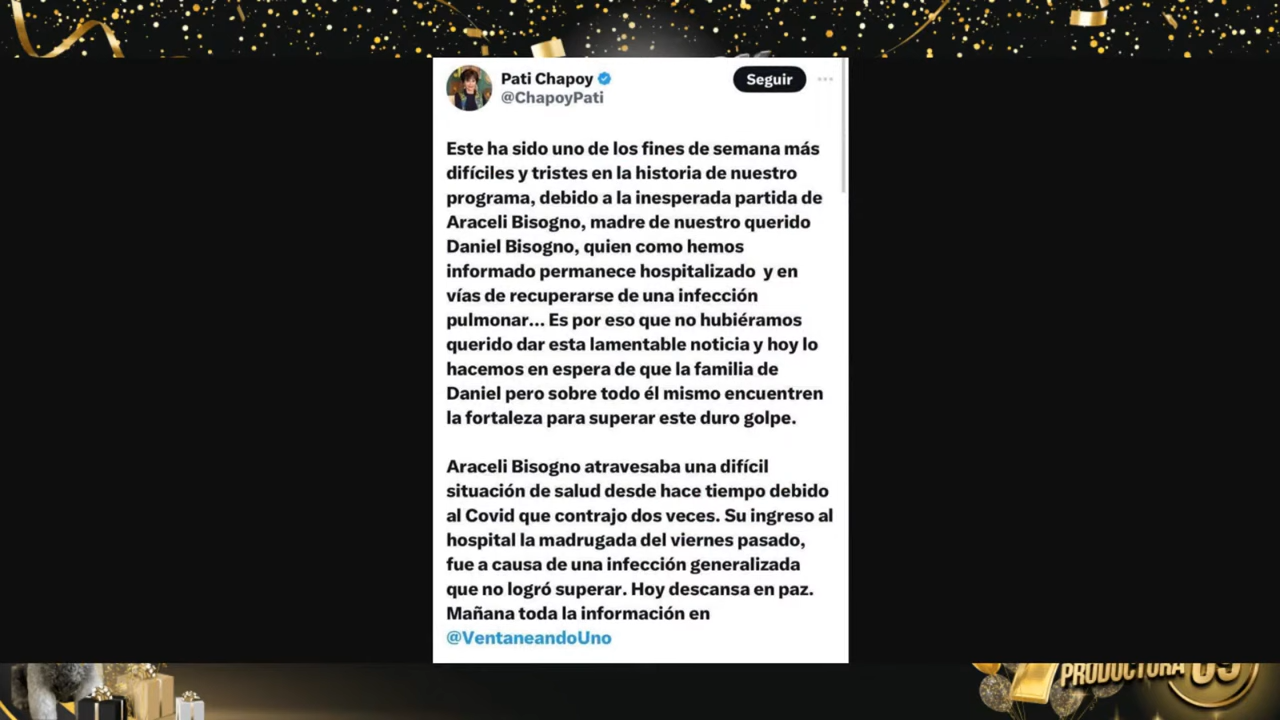 Pati Chapoy
@ChapoyPati
Seguir
Este ha sido uno de los fines de semana más
difíciles y tristes en la historia de nuestro
programa, debido a la inesperada partida de
Araceli Bisogno, madre de nuestro querido
Daniel Bisogno, quien como hemos
informado permanece hospitalizado y en
vías de recuperarse de una infección
pulmonar... Es por eso que no hubiéramos
querido dar esta lamentable noticia y hoy lo
hacemos en espera de que la familia de
Daniel pero sobre todo él mismo encuentren
la fortaleza para superar este duro golpe.
Araceli Bisogno atravesaba una difícil
situación de salud desde hace tiempo debido
al Covid que contrajo dos veces. Su ingreso al
hospital la madrugada del viernes pasado,
fue a causa de una infección generalizada
que no logró superar. Hoy descansa en paz.
Mañana toda la información en
@VentaneandoUno
PRODUCTORA 69